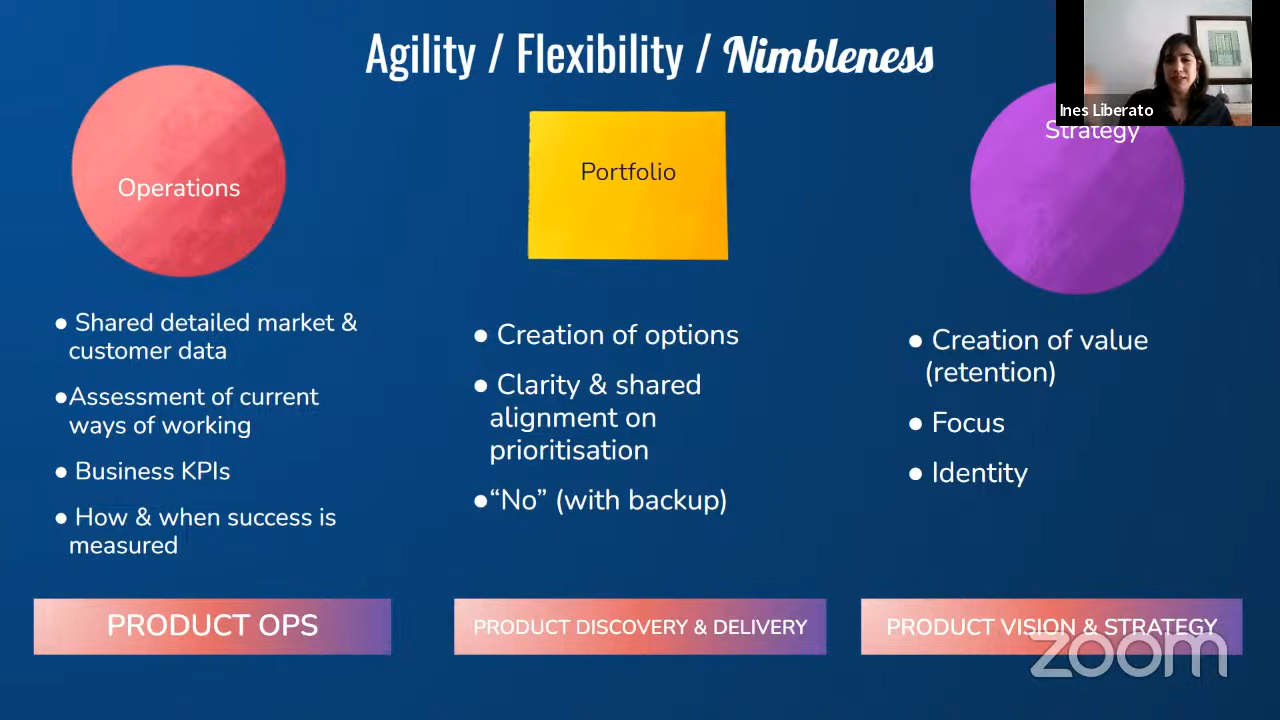 Agility / Flexibility / Nimbleness
Ines Liberato
Operations
Portfolio
Strategy
● Shared detailed market &
customer data
●Assessment of current
ways of working
● Business KPIs
● How & when success is
measured
● Creation of options
● Clarity & shared
alignment on
prioritisation
●“No” (with backup)
● Creation of value
(retention)
● Focus
● Identity
PRODUCT OPS
PRODUCT DISCOVERY & DELIVERY
PRODUCT VISION & STRATEGY
zoom